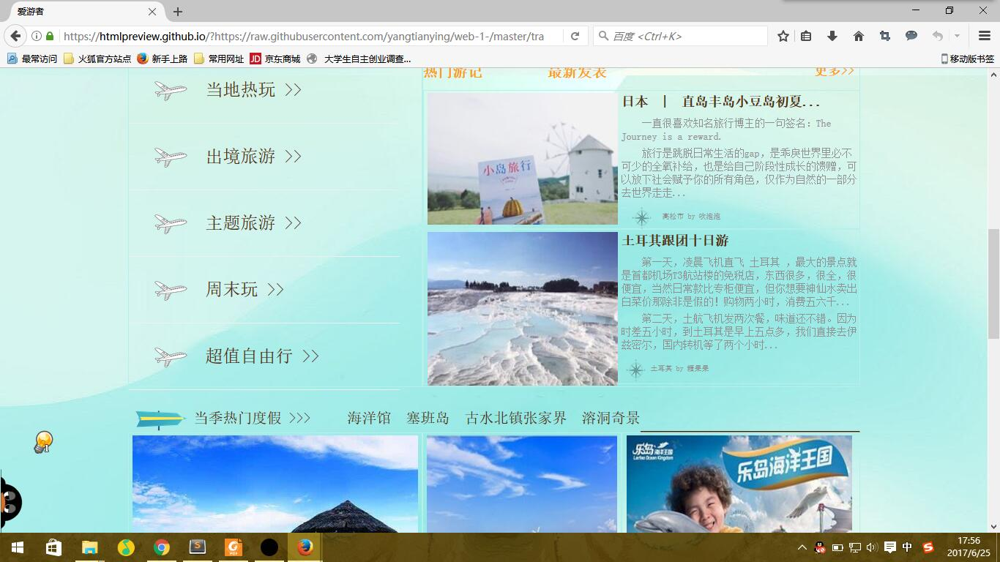 爱游者
https://htmlpreview.github.io/?https://raw.githubusercontent.com/yangtianying/web-1-/master/tra
百度 <Ctrl+K>
最常访问 火狐官方站点 新手上路 常用网址 JD 京东商城 大学生自主创业调查... 移动版书签
热门游记 最新发表 更多>>
当地热玩 >>
出境旅游 >>
主题旅游 >>
周末玩 >>
超值自由行 >>
小岛旅行
日本 | 直岛丰岛小豆岛初夏...
一直很喜欢知名旅行博主的一句签名：The
Journey is a reward.
旅行是跳脱日常生活的gap，是乖戾世界里必不
可少的全氧补给，也是给自己阶段性成长的馈赠，可
以放下社会赋予你的所有角色，仅作为自然的一部分
去世界走走...
高松市 by 吹泡泡
土耳其跟团十日游
第一天，凌晨飞机直飞 土耳其 ，最大的景点就
是首都机场T3航站楼的免税店，东西很多，很全，很
便宜，当然日常款比专柜便宜，但你想要神仙水卖出
白菜价那除非是假的！购物两小时，消费五六千...
第二天，土航飞机发两次餐，味道还不错。因为
时差五小时，到土耳其是早上五点多，我们直接去伊
兹密尔，国内转机等了两个小时...
当季热门度假 >>> 海洋馆 塞班岛 古水北镇张家界 溶洞奇景
乐岛 海洋王国
Ledao Ocean Kingdom
乐岛海洋王国
1
中
17:56
2017/6/25